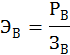 Э_В = Р_В / З_В